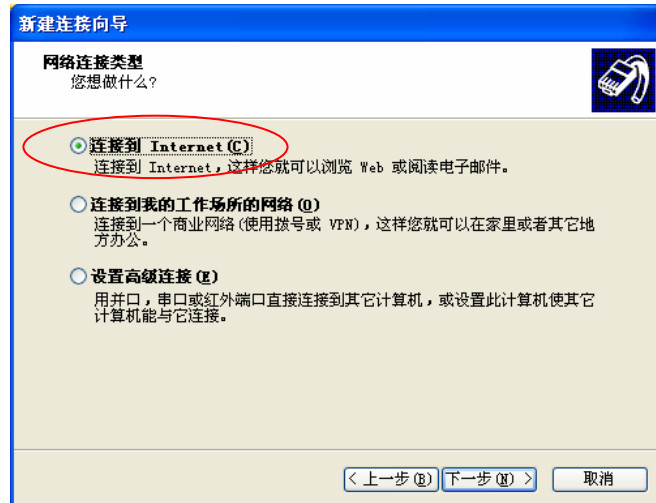 新建连接向导
网络连接类型
您想做什么?
连接到 Internet(C)
连接到 Internet，这样您就可以浏览 Web 或阅读电子邮件。
连接到我的工作场所的网络(O)
连接到一个商业网络(使用拨号或 VPN)，这样您就可以在家里或者其它地
方办公。
设置高级连接(E)
用并口，串口或红外端口直接连接到其它计算机，或设置此计算机使其它
计算机能与它连接。
< 上一步(B) 下一步(N) > 取消